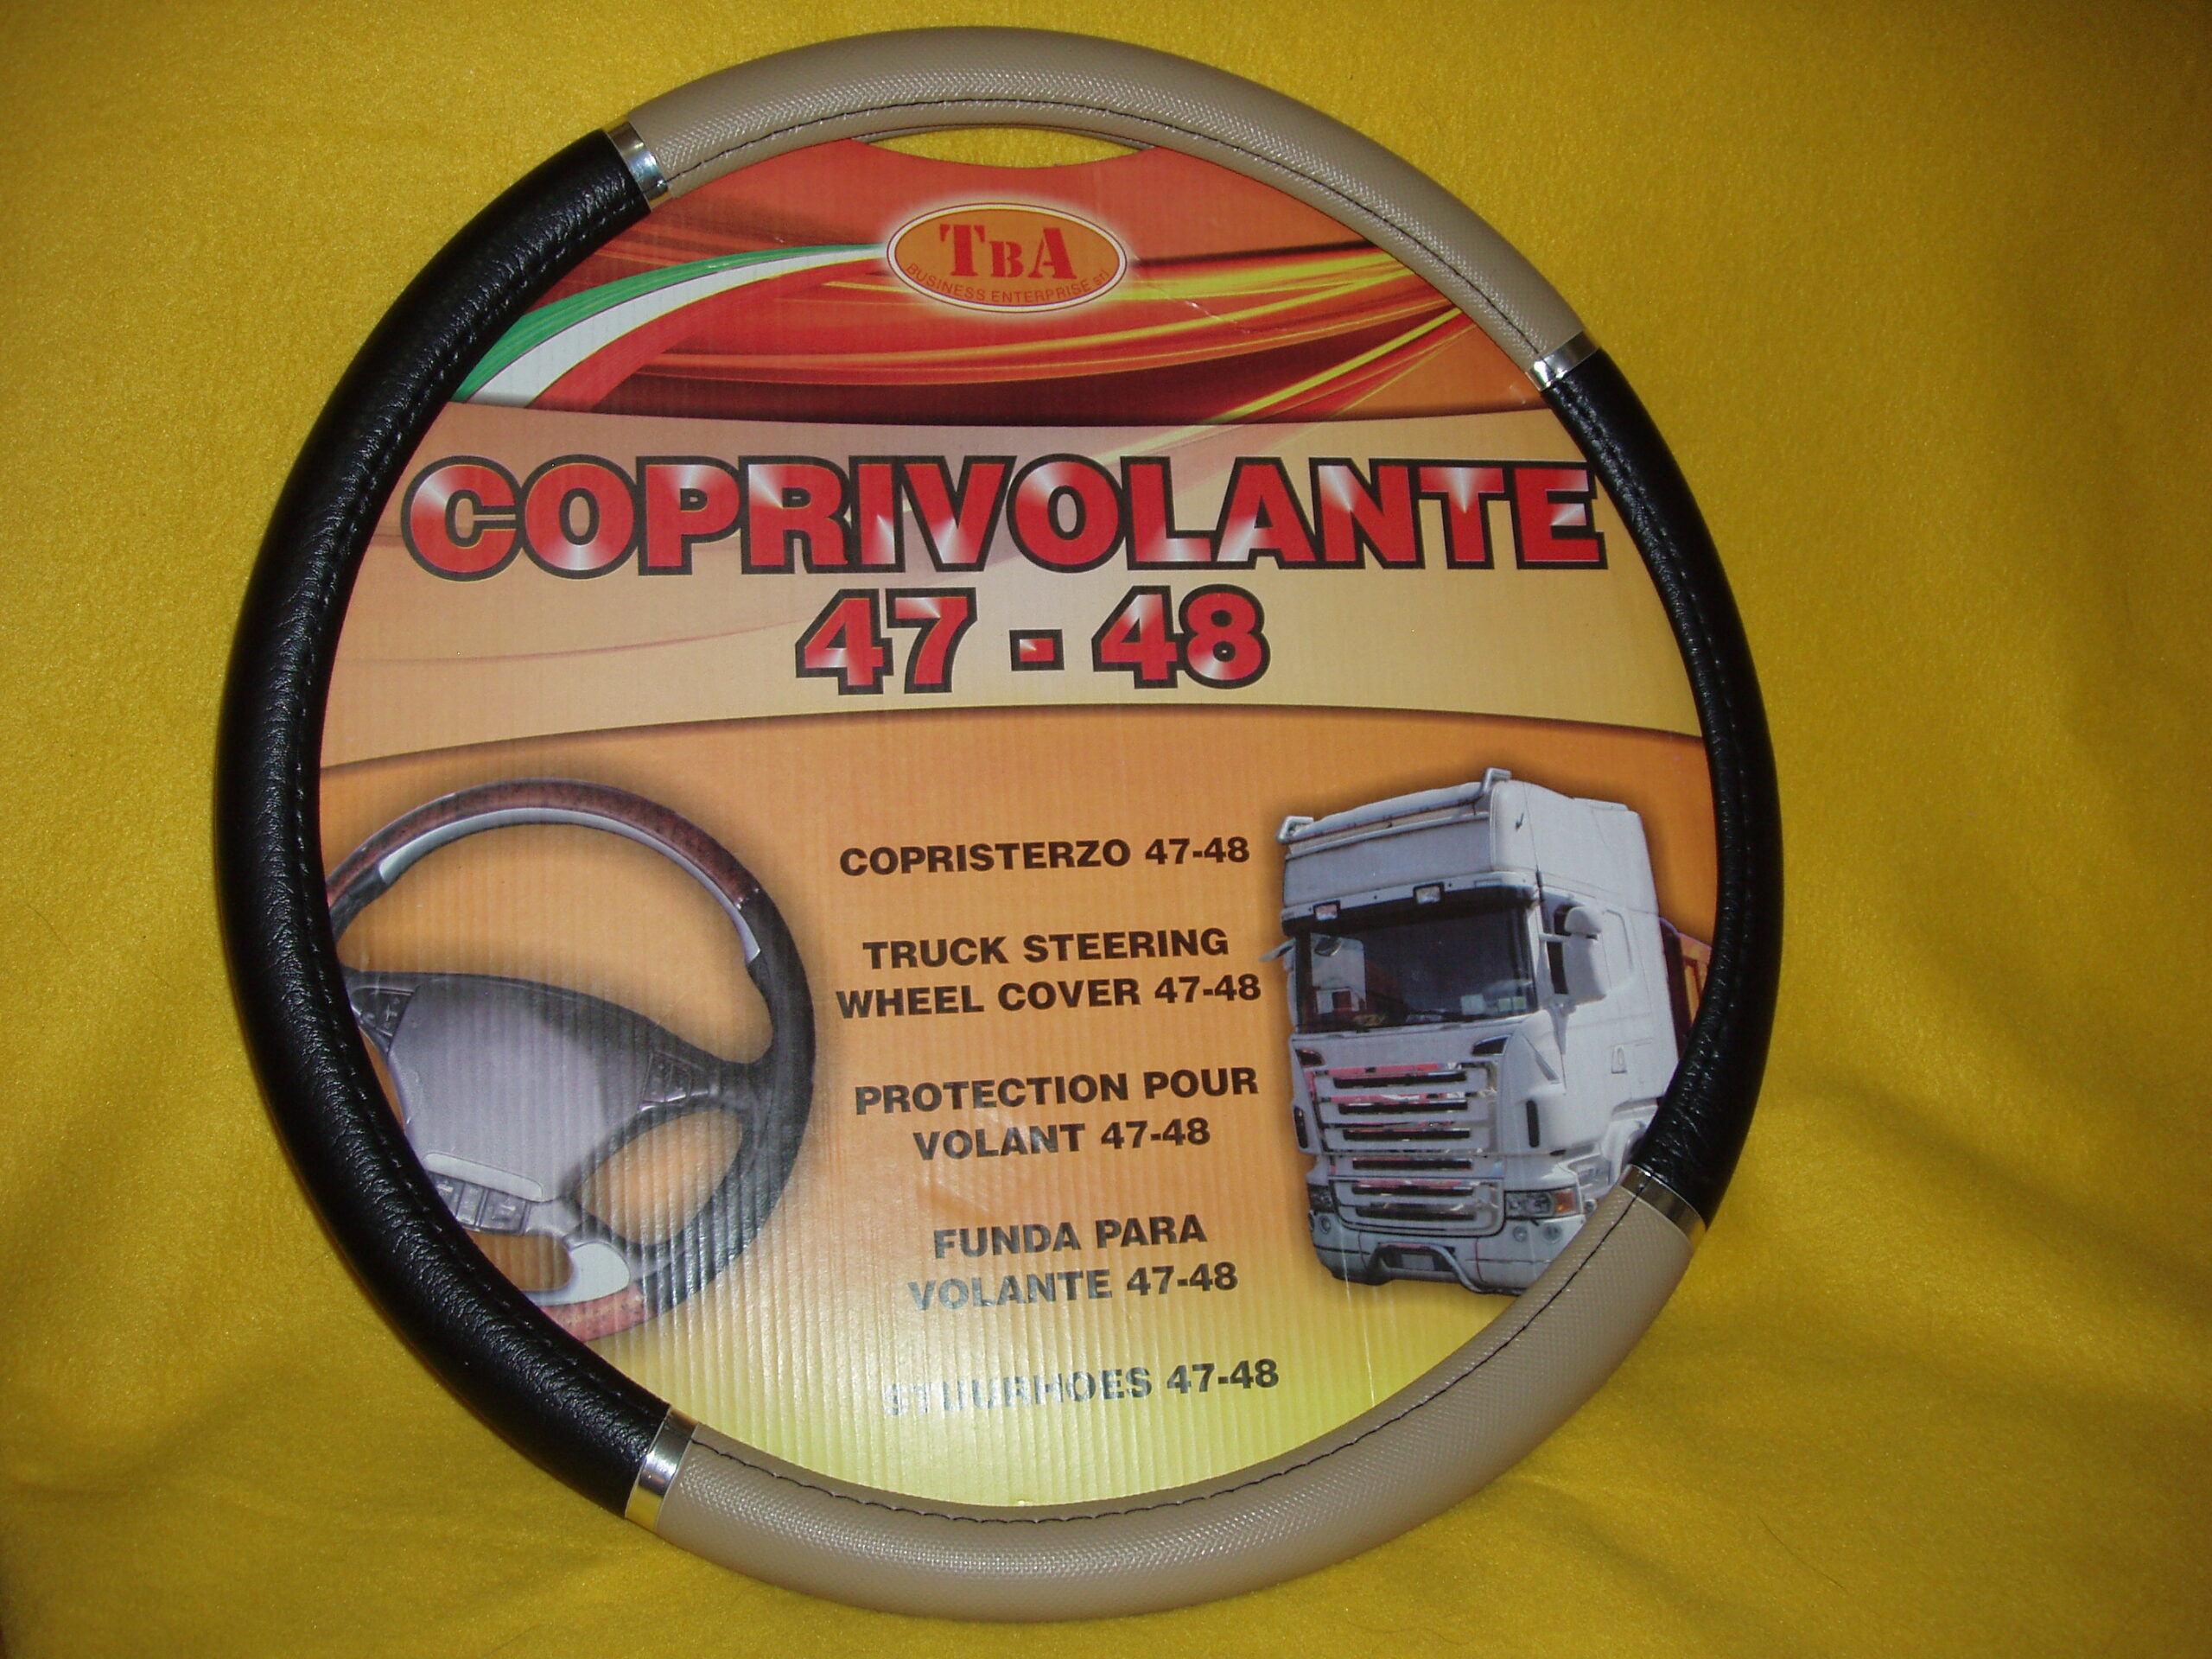 TBA
BUSINESS ENTERPRISE srl
COPRIVOLANTE
47 - 48
COPRISTERZO 47-48
TRUCK STEERING
WHEEL COVER 47-48
PROTECTION POUR
VOLANT 47-48
FUNDA PARA
VOLANTE 47-48
STUURHOES 47-48